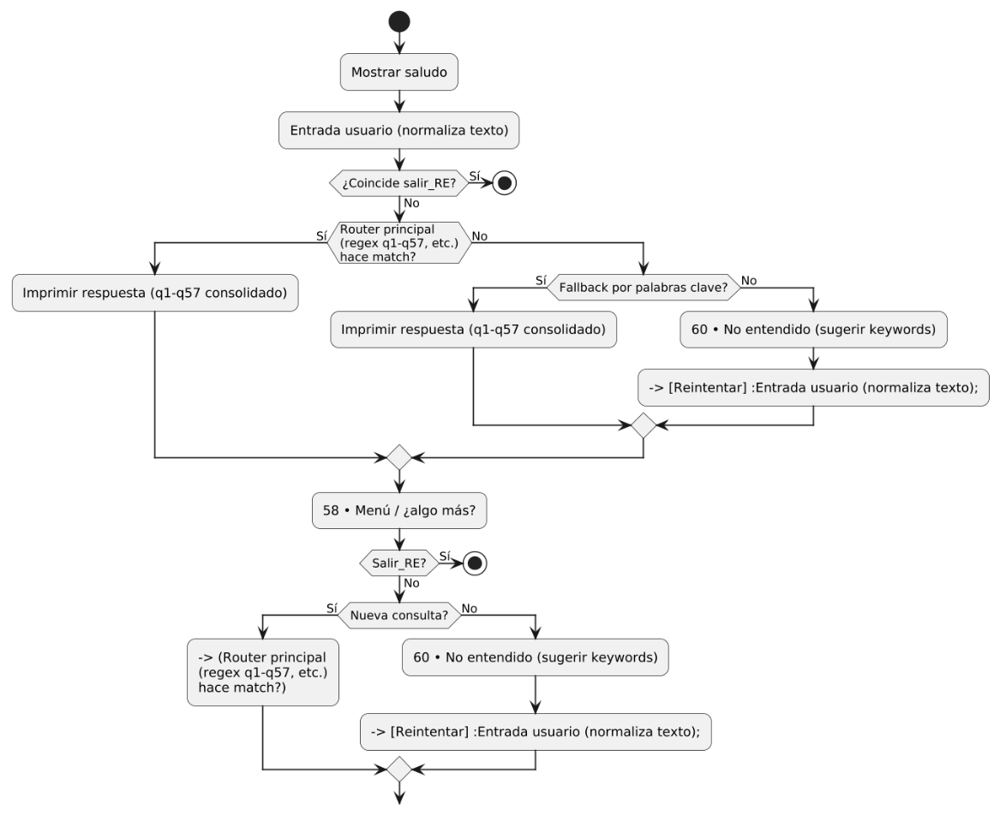 Mostrar saludo
Entrada usuario (normaliza texto)
¿Coincide salir_RE?
Sí
No
Router principal
(regex q1-q57, etc.)
hace match?
Sí
No
Imprimir respuesta (q1-q57 consolidado)
Fallback por palabras clave?
Sí
No
Imprimir respuesta (q1-q57 consolidado)
60 • No entendido (sugerir keywords)
-> [Reintentar] :Entrada usuario (normaliza texto);
58 • Menú / ¿algo más?
Salir_RE?
Sí
No
Nueva consulta?
Sí
No
-> (Router principal
(regex q1-q57, etc.)
hace match?)
60 • No entendido (sugerir keywords)
-> [Reintentar] :Entrada usuario (normaliza texto);